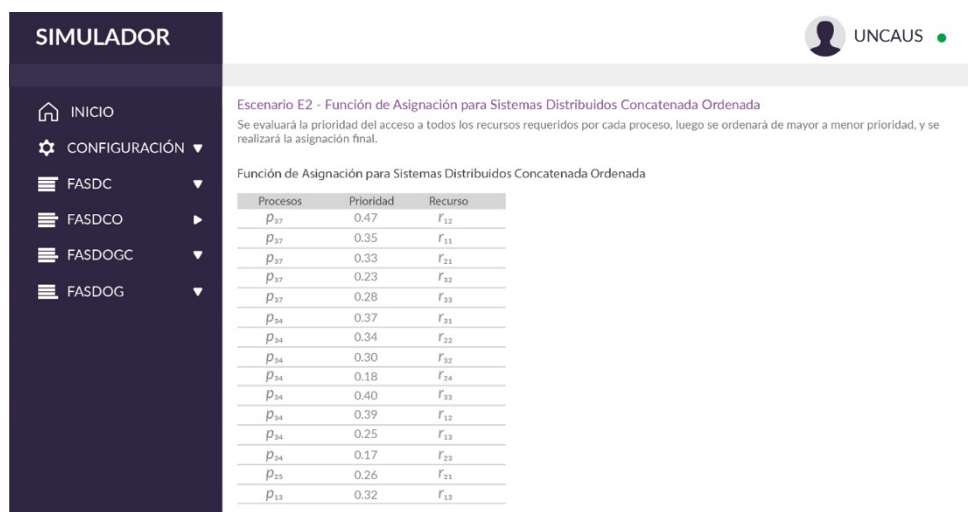 SIMULADOR
UNCAUS
INICIO
CONFIGURACIÓN
FASDC
FASDCO
FASDOGC
FASDOG
Escenario E2 - Función de Asignación para Sistemas Distribuidos Concatenada Ordenada
Se evaluará la prioridad del acceso a todos los recursos requeridos por cada proceso, luego se ordenará de mayor a menor prioridad, y se
realizará la asignación final.
Función de Asignación para Sistemas Distribuidos Concatenada Ordenada
Procesos Prioridad Recurso
p₃₇ 0.47 r₁₂
p₃₇ 0.35 r₁₁
p₃₇ 0.33 r₂₁
p₃₇ 0.23 r₃₂
p₃₇ 0.28 r₃₃
p₃₄ 0.37 r₃₁
p₃₄ 0.34 r₂₂
p₃₄ 0.30 r₃₂
p₃₄ 0.18 r₂₄
p₃₄ 0.40 r₃₃
p₃₄ 0.39 r₁₂
p₃₄ 0.25 r₁₃
p₃₄ 0.17 r₂₃
p₂₅ 0.26 r₂₁
p₁₃ 0.32 r₁₃